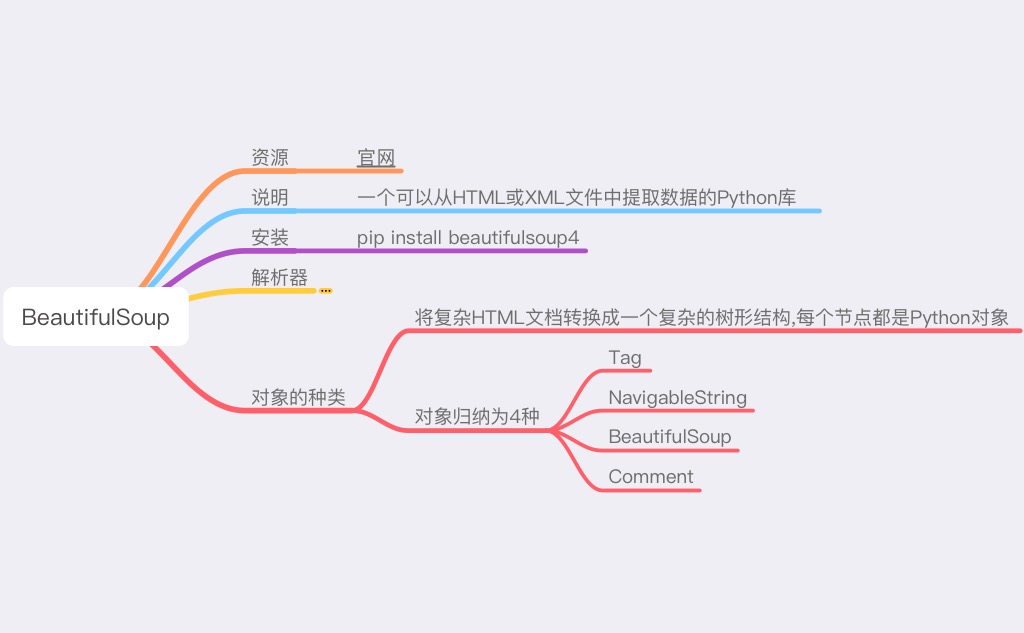 资源
官网
说明
一个可以从HTML或XML文件中提取数据的Python库
安装
pip install beautifulsoup4
解析器
BeautifulSoup
对象的种类
将复杂HTML文档转换成一个复杂的树形结构,每个节点都是Python对象
对象归纳为4种
Tag
NavigableString
BeautifulSoup
Comment